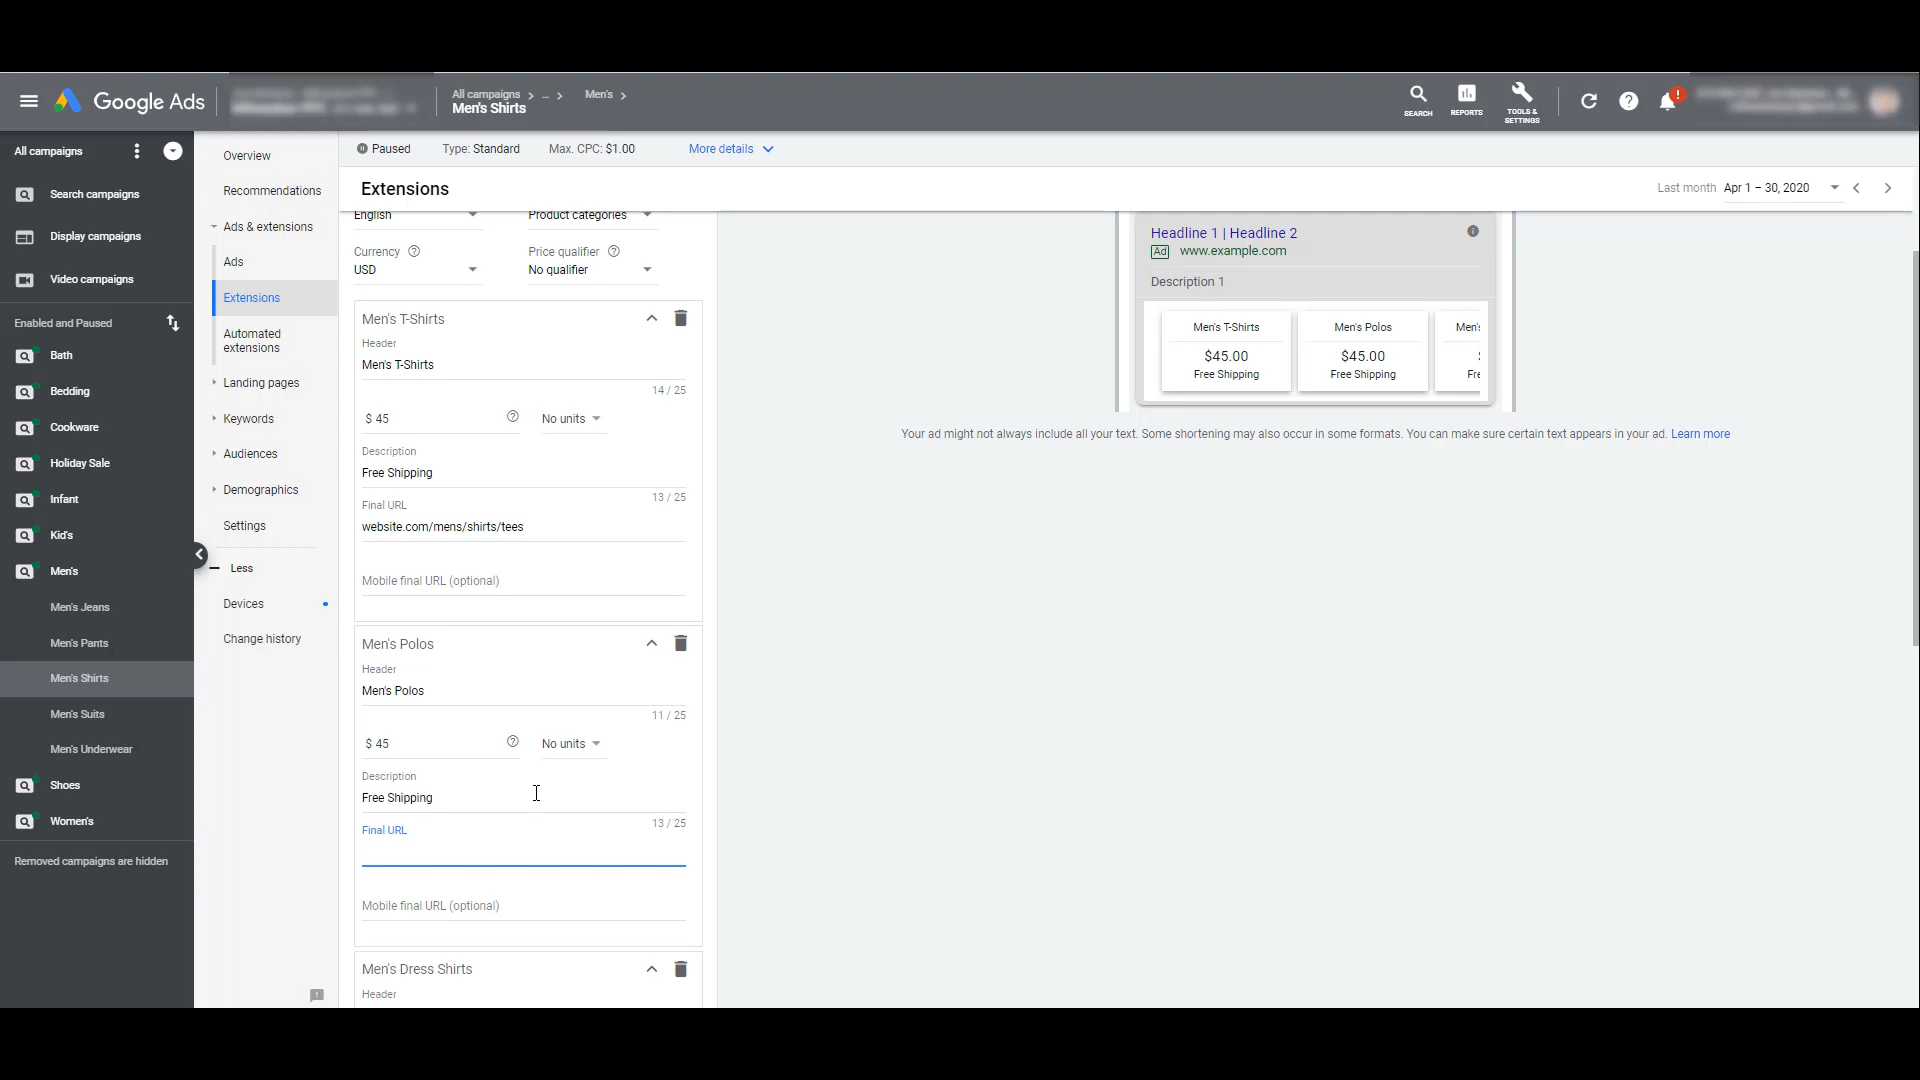 Google Ads
All campaigns › ... › Men's ›
Men's Shirts
SEARCH
REPORTS
TOOLS &
SETTINGS
!
All campaigns
Search campaigns
Display campaigns
Video campaigns
Enabled and Paused
Bath
Bedding
Cookware
Holiday Sale
Infant
Kid's
Men's
Men's Jeans
Men's Pants
Men's Shirts
Men's Suits
Men's Underwear
Shoes
Women's
Removed campaigns are hidden
Overview
Recommendations
Ads & extensions
Ads
Extensions
Automated
extensions
Landing pages
Keywords
Audiences
Demographics
Settings
Less
Devices
Change history
Paused Type: Standard Max. CPC: $1.00 More details
Extensions
Last month Apr 1 – 30, 2020
English Product categories
Currency Price qualifier
USD No qualifier
Men's T-Shirts
Header
Men's T-Shirts
14 / 25
$ 45 No units
Description
Free Shipping
13 / 25
Final URL
website.com/mens/shirts/tees
Mobile final URL (optional)
Men's Polos
Header
Men's Polos
11 / 25
$ 45 No units
Description
Free Shipping
13 / 25
Final URL
Mobile final URL (optional)
Men's Dress Shirts
Header
Headline 1 | Headline 2
Ad www.example.com
Description 1
Men's T-Shirts Men's Polos Men's
$45.00 $45.00
Free Shipping Free Shipping Fre
Your ad might not always include all your text. Some shortening may also occur in some formats. You can make sure certain text appears in your ad. Learn more